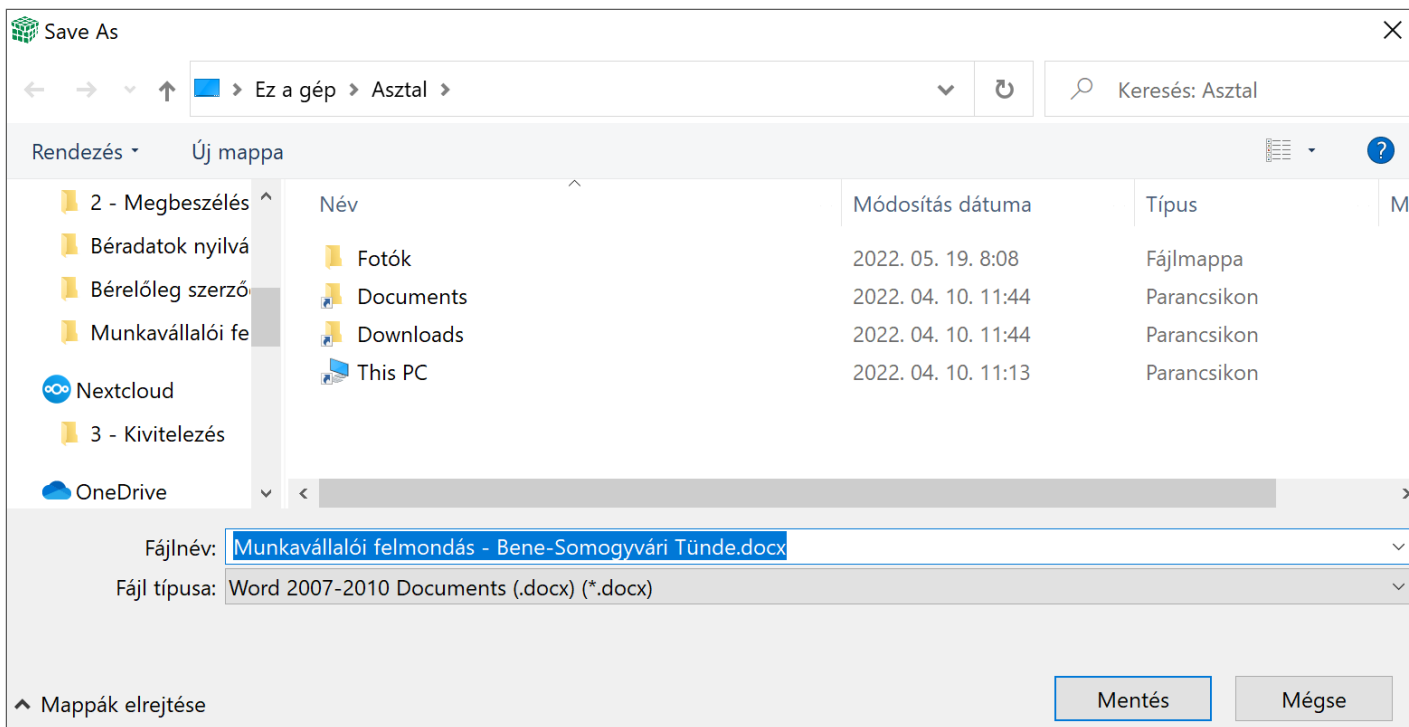 Save As
Ez a gép > Asztal >
Keresés: Asztal
Rendezés
Új mappa
?
2 - Megbeszélés
Béradatok nyilvá
Bérelőleg szerző
Munkavállalói fe
Nextcloud
3 - Kivitelezés
OneDrive
Név Módosítás dátuma Típus M
Fotók 2022. 05. 19. 8:08 Fájlmappa
Documents 2022. 04. 10. 11:44 Parancsikon
Downloads 2022. 04. 10. 11:44 Parancsikon
This PC 2022. 04. 10. 11:13 Parancsikon
Fájlnév: Munkavállalói felmondás - Bene-Somogyvári Tünde.docx
Fájl típusa: Word 2007-2010 Documents (.docx) (*.docx)
Mappák elrejtése
Mentés
Mégse